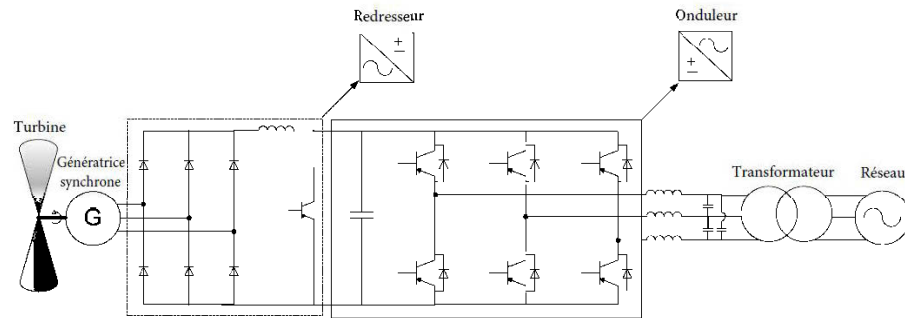 Redresseur
Onduleur
Turbine
Génératrice
synchrone
G
Transformateur
Réseau